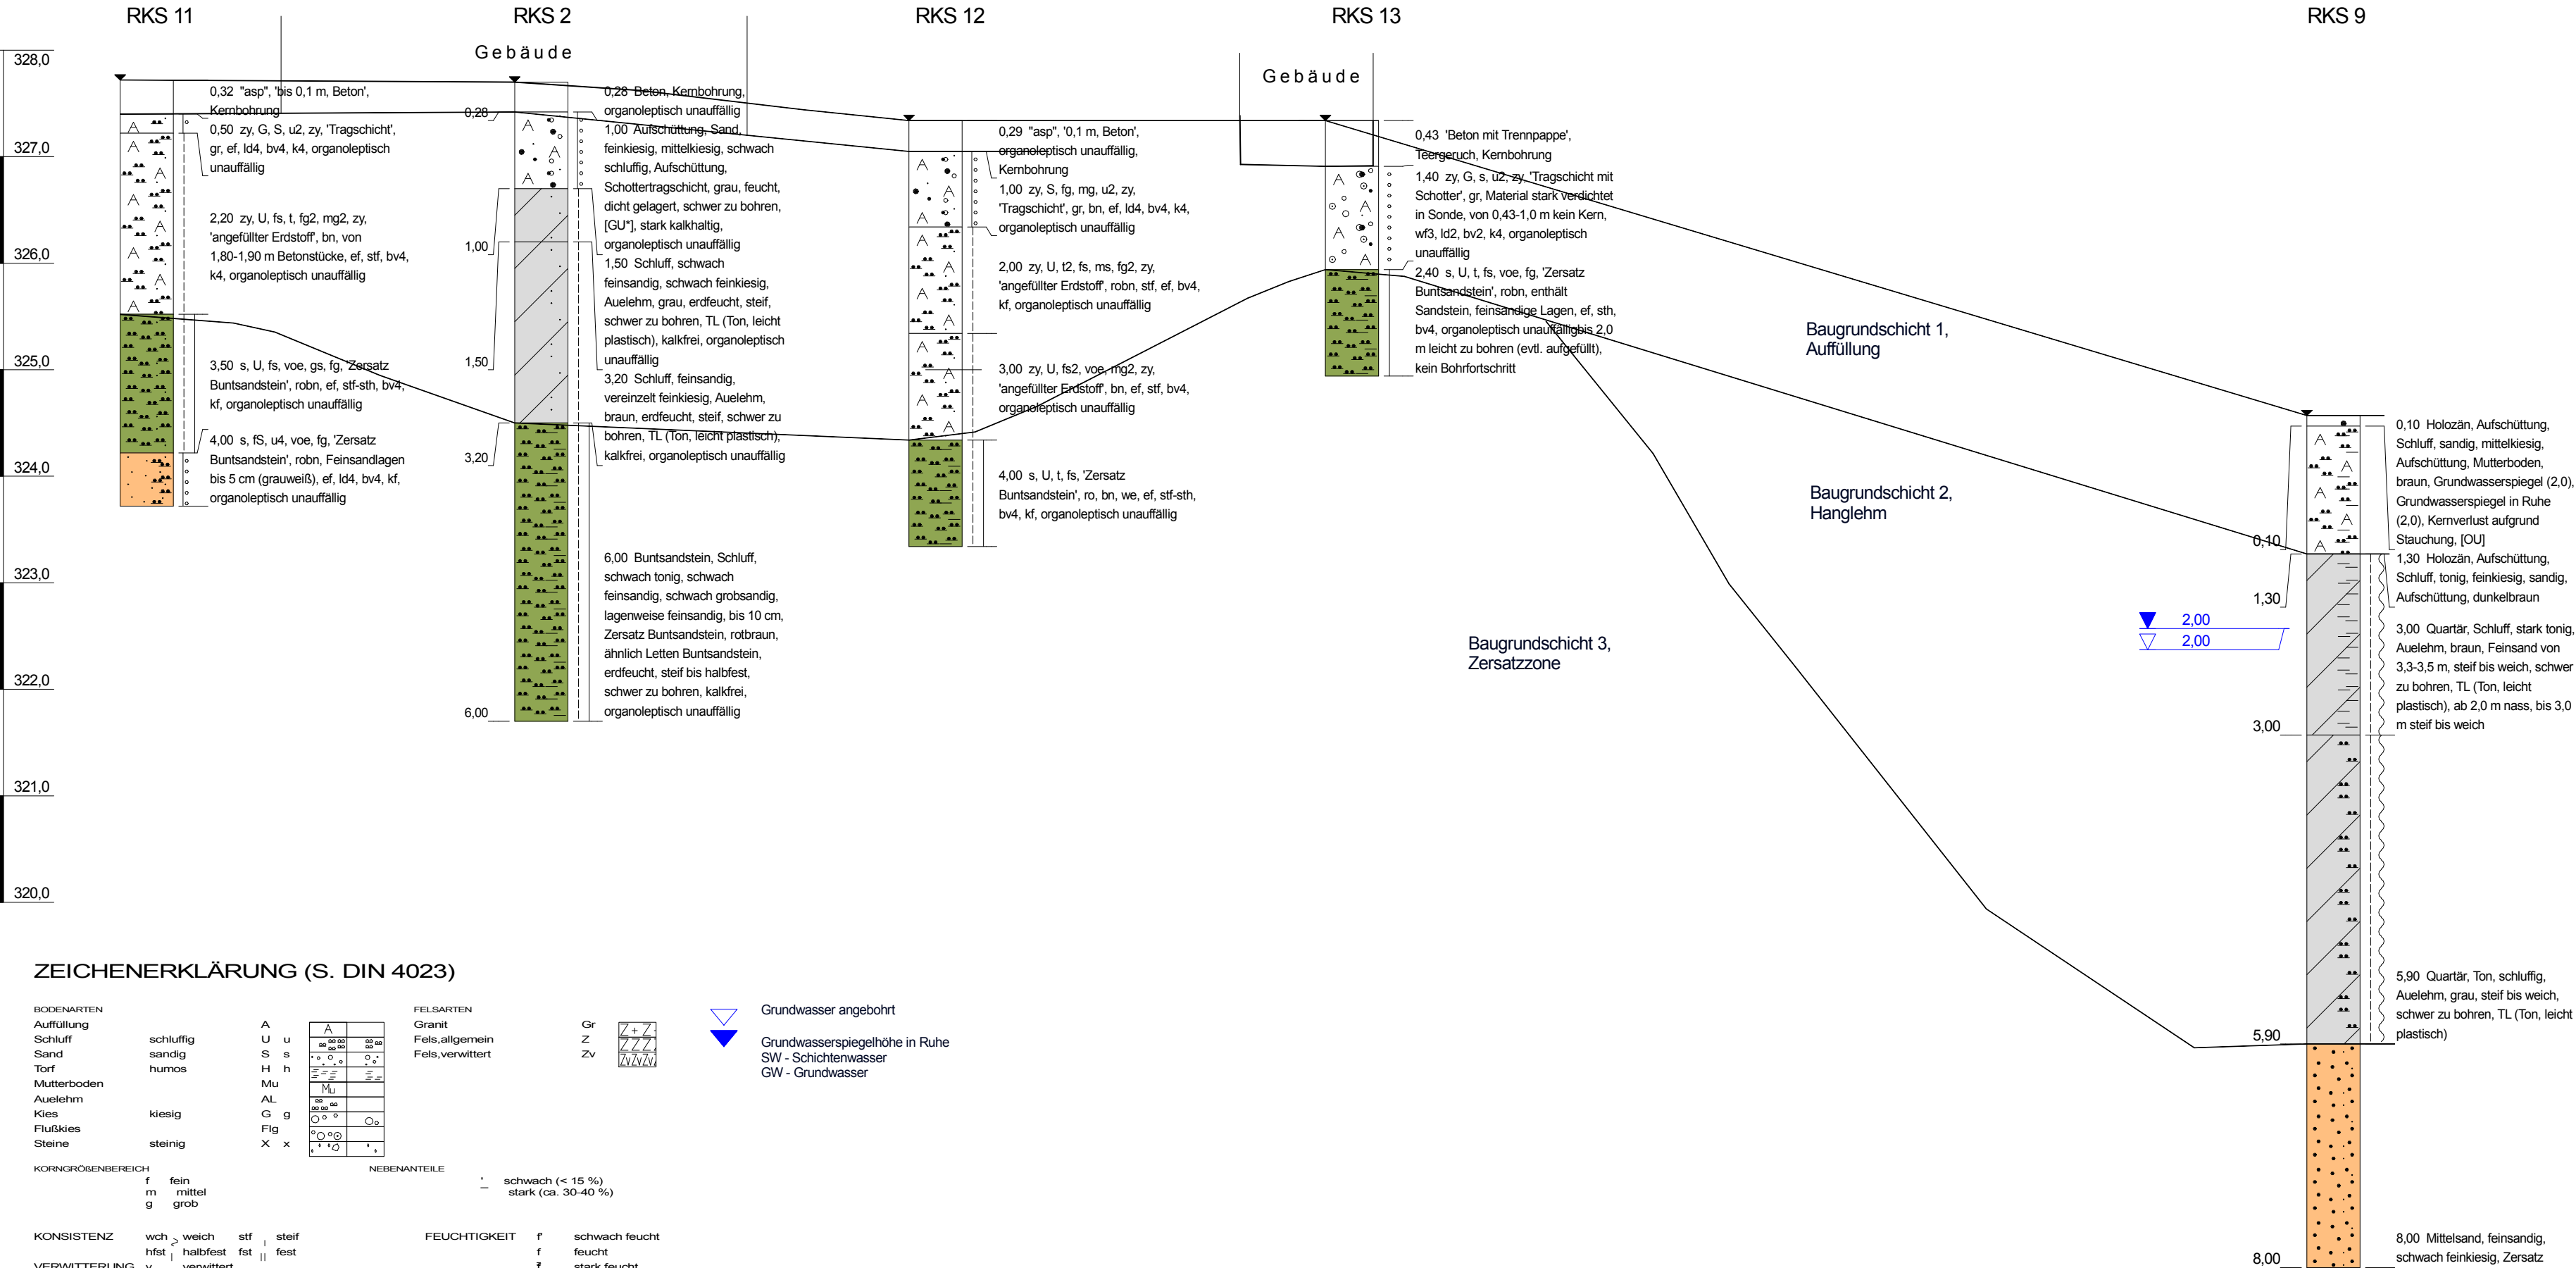 RKS 11
RKS 2
RKS 12
RKS 13
RKS 9
Gebäude
Gebäude
328,0
327,0
326,0
325,0
324,0
323,0
322,0
321,0
320,0
0,32 "asp", 'bis 0,1 m, Beton',
Kernbohrung
0,50 zy, G, S, u2, zy, 'Tragschicht',
gr, ef, ld4, bv4, k4, organoleptisch
unauffällig
2,20 zy, U, fs, t, fg2, mg2, zy,
'angefüllter Erdstoff', bn, von
1,80-1,90 m Betonstücke, ef, stf, bv4,
k4, organoleptisch unauffällig
3,50 s, U, fs, voe, gs, fg, 'Zersatz
Buntsandstein', robn, ef, stf-sth, bv4,
kf, organoleptisch unauffällig
4,00 s, fS, u4, voe, fg, 'Zersatz
Buntsandstein', robn, Feinsandlagen
bis 5 cm (grauweiß), ef, ld4, bv4, kf,
organoleptisch unauffällig
0,28
1,00
1,50
3,20
6,00
0,28 Beton, Kernbohrung,
organoleptisch unauffällig
1,00 Aufschüttung, Sand,
feinkiesig, mittelkiesig, schwach
schluffig, Aufschüttung,
Schottertragschicht, grau, feucht,
dicht gelagert, schwer zu bohren,
[GU*], stark kalkhaltig,
organoleptisch unauffällig
1,50 Schluff, schwach
feinsandig, schwach feinkiesig,
Auelehm, grau, erdfeucht, steif,
schwer zu bohren, TL (Ton, leicht
plastisch), kalkfrei, organoleptisch
unauffällig
3,20 Schluff, feinsandig,
vereinzelt feinkiesig, Auelehm,
braun, erdfeucht, steif, schwer zu
bohren, TL (Ton, leicht plastisch),
kalkfrei, organoleptisch unauffällig
6,00 Buntsandstein, Schluff,
schwach tonig, schwach
feinsandig, schwach grobsandig,
lagenweise feinsandig, bis 10 cm,
Zersatz Buntsandstein, rotbraun,
ähnlich Letten Buntsandstein,
erdfeucht, steif bis halbfest,
schwer zu bohren, kalkfrei,
organoleptisch unauffällig
0,29 "asp", '0,1 m, Beton',
organoleptisch unauffällig,
Kernbohrung
1,00 zy, S, fg, mg, u2, zy,
'Tragschicht', gr, bn, ef, ld4, bv4, k4,
organoleptisch unauffällig
2,00 zy, U, t2, fs, ms, fg2, zy,
'angefüllter Erdstoff', robn, stf, ef, bv4,
kf, organoleptisch unauffällig
3,00 zy, U, fs2, voe, mg2, zy,
'angefüllter Erdstoff', bn, ef, stf, bv4,
organoleptisch unauffällig
4,00 s, U, t, fs, 'Zersatz
Buntsandstein', ro, bn, we, ef, stf-sth,
bv4, kf, organoleptisch unauffällig
0,43 'Beton mit Trennpappe',
Teergeruch, Kernbohrung
1,40 zy, G, s, u2, zy, 'Tragschicht mit
Schotter', gr, Material stark verdichtet
in Sonde, von 0,43-1,0 m kein Kern,
wf3, ld2, bv2, k4, organoleptisch
unauffällig
2,40 s, U, t, fs, voe, fg, 'Zersatz
Buntsandstein', robn, enthält
Sandstein, feinsandige Lagen, ef, sth,
bv4, organoleptisch unauffälligbis 2,0
m leicht zu bohren (evtl. aufgefüllt),
kein Bohrfortschritt
Baugrundschicht 1,
Auffüllung
Baugrundschicht 2,
Hanglehm
Baugrundschicht 3,
Zersatzzone
0,10
1,30
2,00
2,00
3,00
5,90
8,00
0,10 Holozän, Aufschüttung,
Schluff, sandig, mittelkiesig,
Aufschüttung, Mutterboden,
braun, Grundwasserspiegel (2,0),
Grundwasserspiegel in Ruhe
(2,0), Kernverlust aufgrund
Stauchung, [OU]
1,30 Holozän, Aufschüttung,
Schluff, tonig, feinkiesig, sandig,
Aufschüttung, dunkelbraun
3,00 Quartär, Schluff, stark tonig,
Auelehm, braun, Feinsand von
3,3-3,5 m, steif bis weich, schwer
zu bohren, TL (Ton, leicht
plastisch), ab 2,0 m nass, bis 3,0
m steif bis weich
5,90 Quartär, Ton, schluffig,
Auelehm, grau, steif bis weich,
schwer zu bohren, TL (Ton, leicht
plastisch)
8,00 Mittelsand, feinsandig,
schwach feinkiesig, Zersatz
ZEICHENERKLÄRUNG (S. DIN 4023)
BODENARTEN
Auffüllung A A
Schluff schluffig U u
Sand sandig S s
Torf humos H h
Mutterboden Mu Mu
Auelehm AL
Kies kiesig G g
Flußkies Flg
Steine steinig X x
FELSARTEN
Granit Gr Z + Z
Fels,allgemein Z Z Z Z
Fels,verwittert Zv Zv Zv Zv
Grundwasser angebohrt
Grundwasserspiegelhöhe in Ruhe
SW - Schichtenwasser
GW - Grundwasser
KORNGRÖßENBEREICH
f fein
m mittel
g grob
NEBENANTEILE
' schwach (< 15 %)
_ stark (ca. 30-40 %)
KONSISTENZ wch weich stf steif
hfst halbfest fst fest
VERWITTERUNG v verwittert
FEUCHTIGKEIT f' schwach feucht
f feucht
f stark feucht